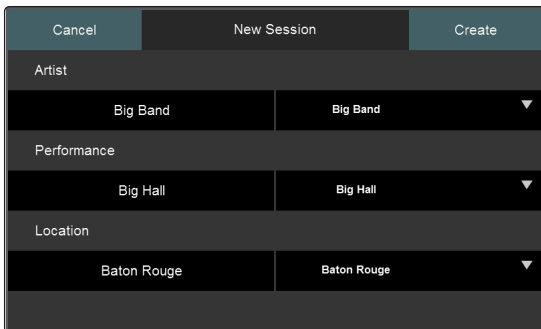 Cancel New Session Create
Artist
Big Band Big Band
Performance
Big Hall Big Hall
Location
Baton Rouge Baton Rouge